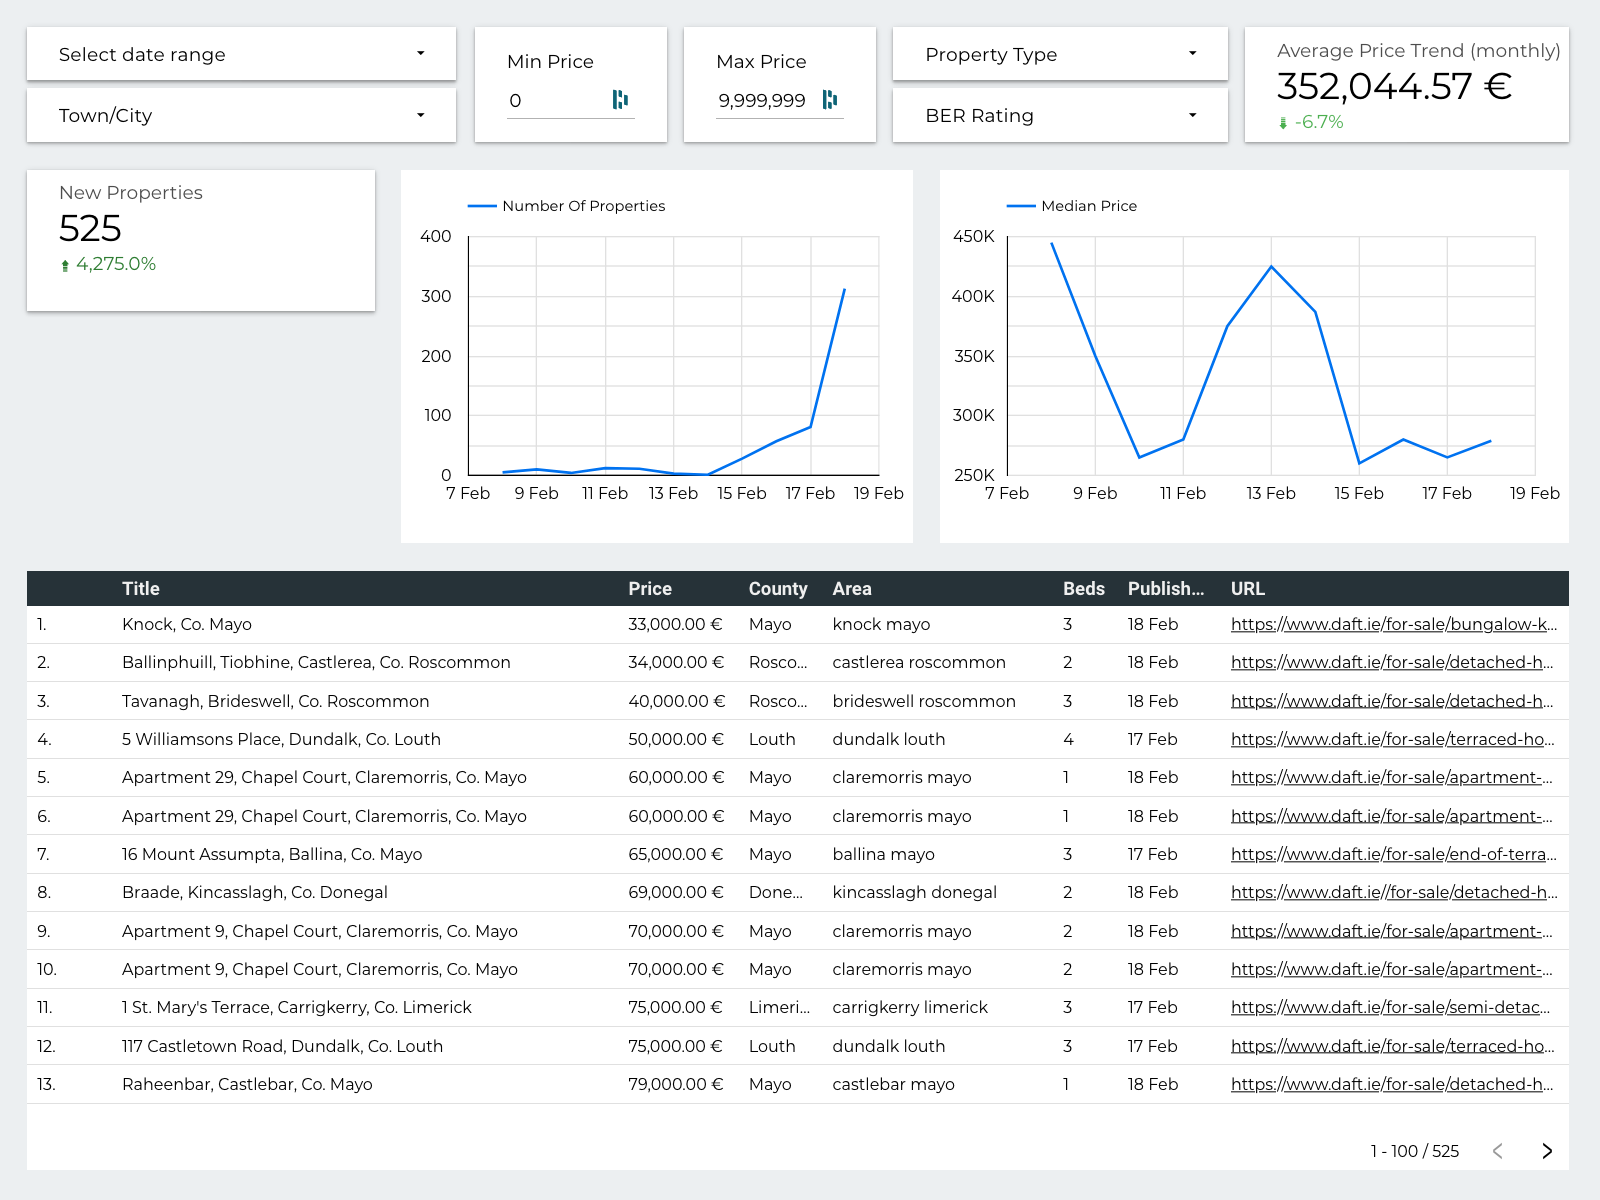 Select date range
Town/City
Min Price
0
Max Price
9,999,999
Property Type
BER Rating
Average Price Trend (monthly)
352,044.57 €
-6.7%
New Properties
525
4,275.0%
Number Of Properties
400
300
200
100
0
7 Feb 9 Feb 11 Feb 13 Feb 15 Feb 17 Feb 19 Feb
Median Price
450K
400K
350K
300K
250K
7 Feb 9 Feb 11 Feb 13 Feb 15 Feb 17 Feb 19 Feb
Title Price County Area Beds Publish... URL
1. Knock, Co. Mayo 33,000.00 € Mayo knock mayo 3 18 Feb https://www.daft.ie/for-sale/bungalow-k...
2. Ballinphuill, Tiobhine, Castlerea, Co. Roscommon 34,000.00 € Rosco... castlerea roscommon 2 18 Feb https://www.daft.ie/for-sale/detached-h...
3. Tavanagh, Brideswell, Co. Roscommon 40,000.00 € Rosco... brideswell roscommon 3 18 Feb https://www.daft.ie/for-sale/detached-h...
4. 5 Williamsons Place, Dundalk, Co. Louth 50,000.00 € Louth dundalk louth 4 17 Feb https://www.daft.ie/for-sale/terraced-ho...
5. Apartment 29, Chapel Court, Claremorris, Co. Mayo 60,000.00 € Mayo claremorris mayo 1 18 Feb https://www.daft.ie/for-sale/apartment-...
6. Apartment 29, Chapel Court, Claremorris, Co. Mayo 60,000.00 € Mayo claremorris mayo 1 18 Feb https://www.daft.ie/for-sale/apartment-...
7. 16 Mount Assumpta, Ballina, Co. Mayo 65,000.00 € Mayo ballina mayo 3 17 Feb https://www.daft.ie/for-sale/end-of-terra...
8. Braade, Kincasslagh, Co. Donegal 69,000.00 € Done... kincasslagh donegal 2 18 Feb https://www.daft.ie//for-sale/detached-h...
9. Apartment 9, Chapel Court, Claremorris, Co. Mayo 70,000.00 € Mayo claremorris mayo 2 18 Feb https://www.daft.ie/for-sale/apartment-...
10. Apartment 9, Chapel Court, Claremorris, Co. Mayo 70,000.00 € Mayo claremorris mayo 2 18 Feb https://www.daft.ie/for-sale/apartment-...
11. 1 St. Mary's Terrace, Carrigkerry, Co. Limerick 75,000.00 € Limeri... carrigkerry limerick 3 17 Feb https://www.daft.ie/for-sale/semi-detac...
12. 117 Castletown Road, Dundalk, Co. Louth 75,000.00 € Louth dundalk louth 3 17 Feb https://www.daft.ie/for-sale/terraced-ho...
13. Raheenbar, Castlebar, Co. Mayo 79,000.00 € Mayo castlebar mayo 1 18 Feb https://www.daft.ie/for-sale/detached-h...
1 - 100 / 525